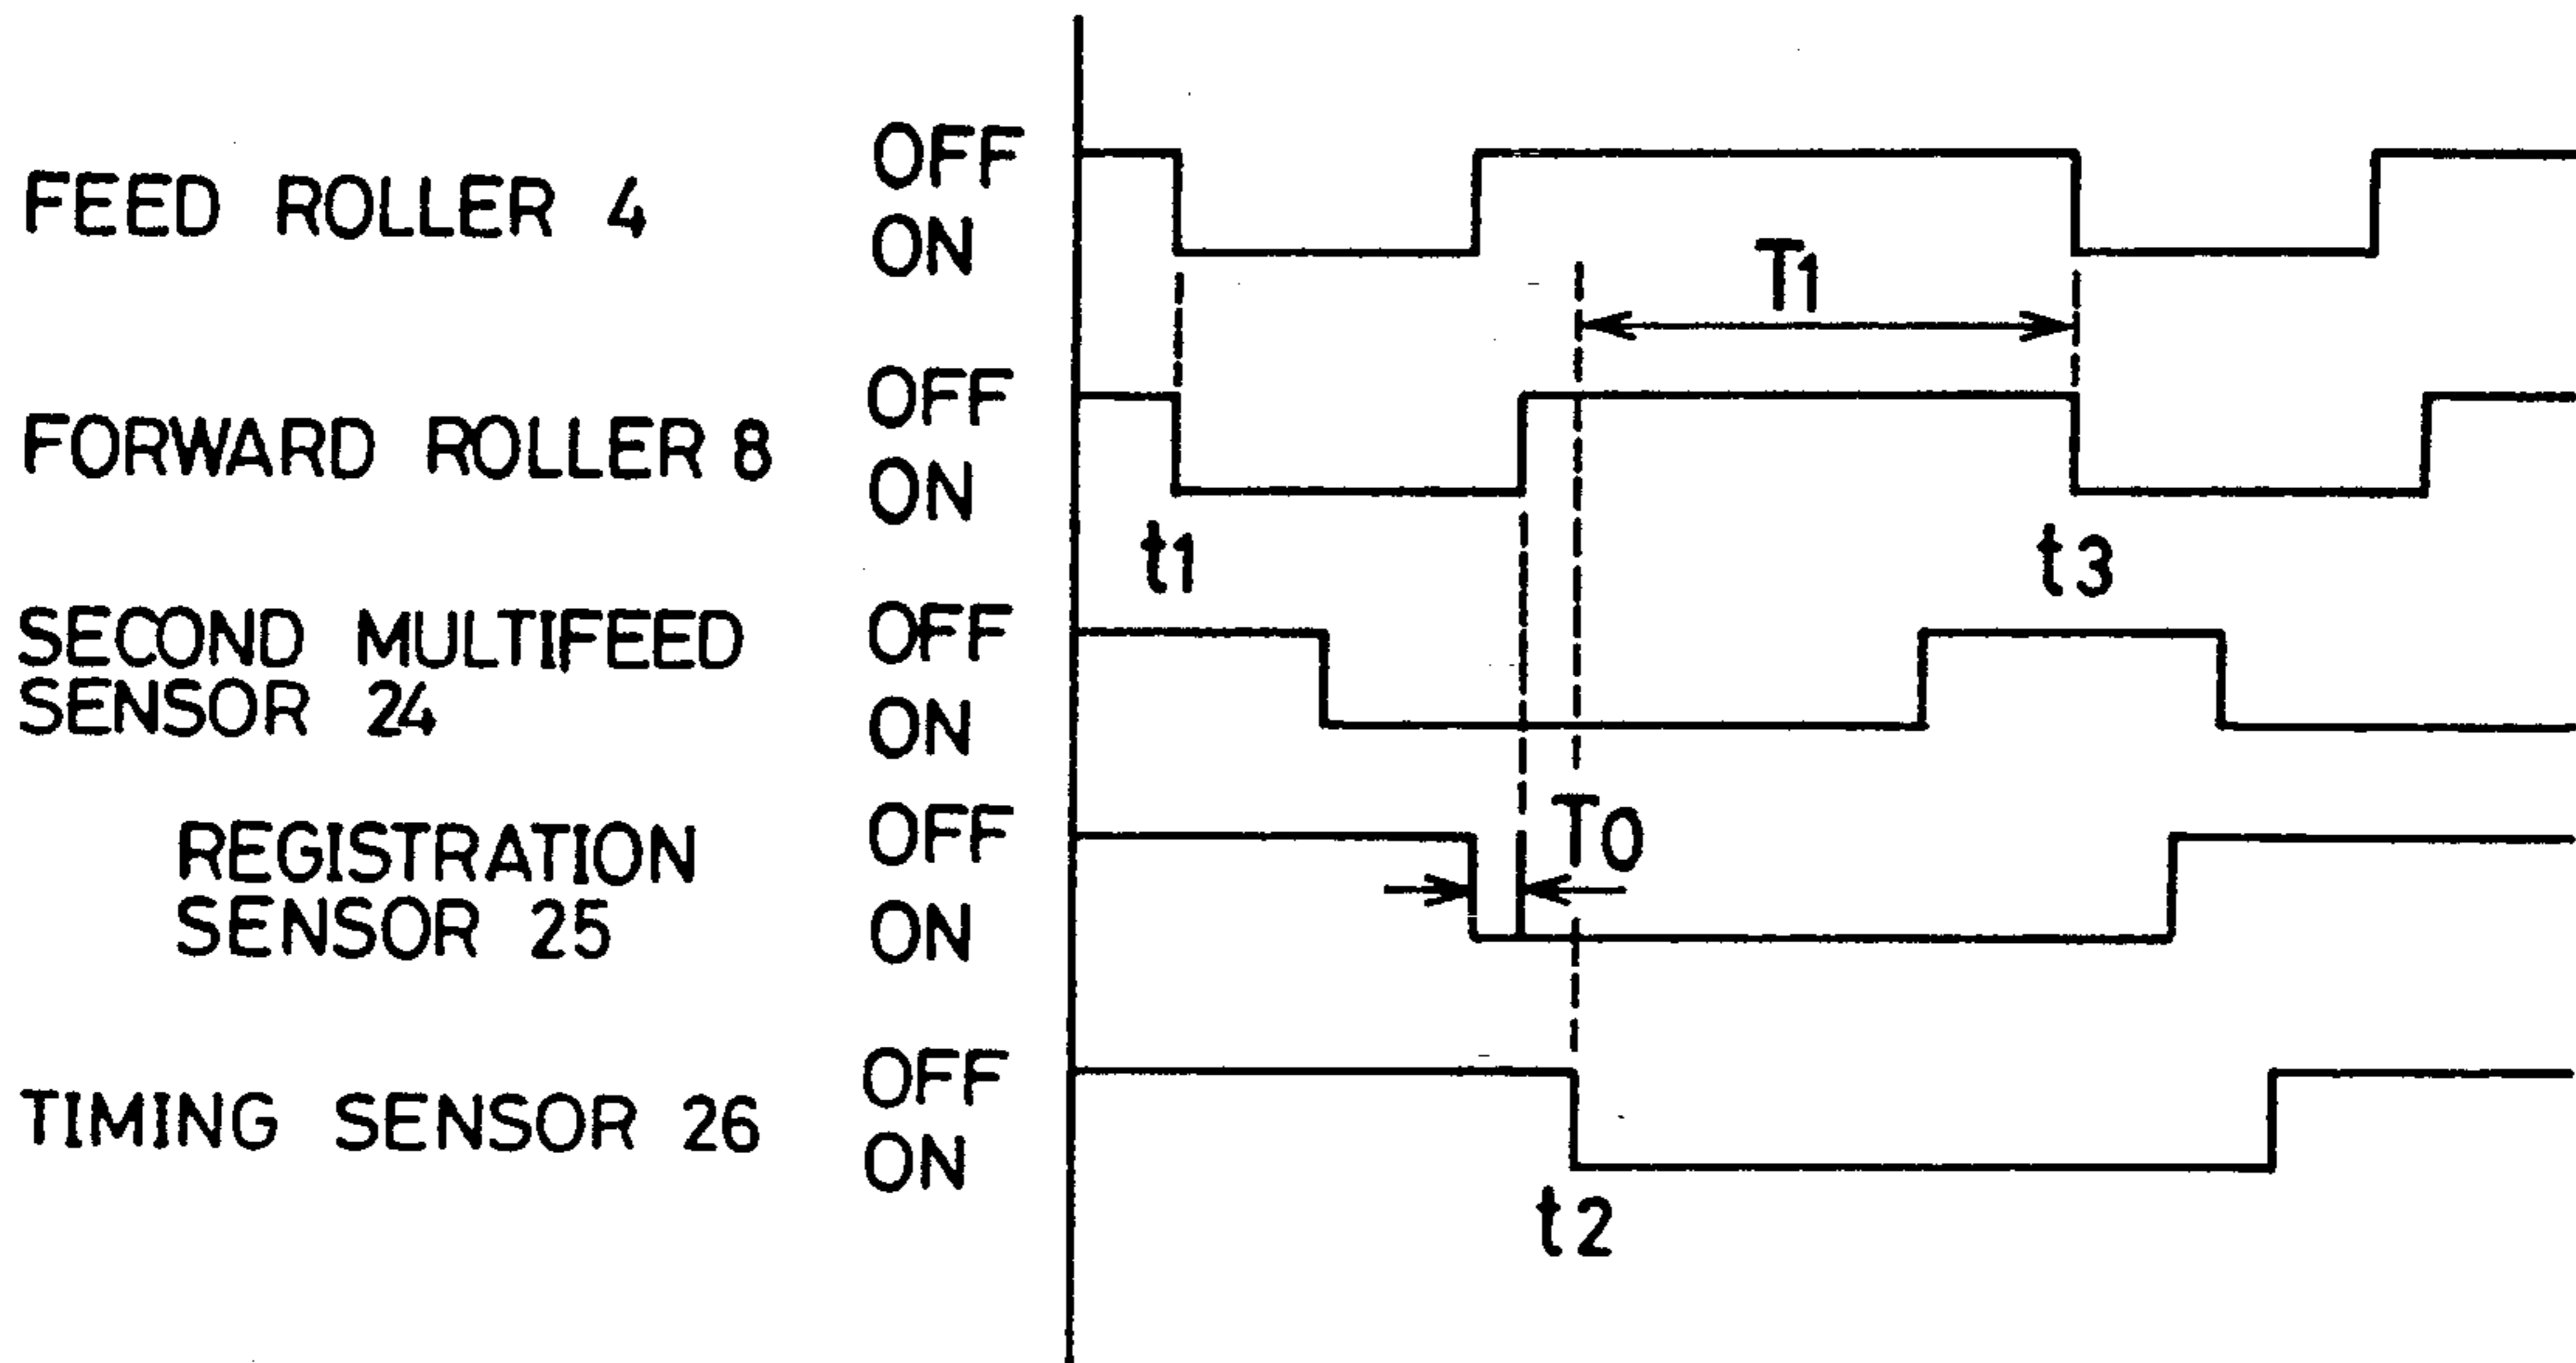 OFF
FEED ROLLER 4
ON
T1
OFF
FORWARD ROLLER 8
ON
t1
t3
SECOND MULTIFEED
SENSOR 24
OFF
ON
T0
REGISTRATION
SENSOR 25
OFF
ON
TIMING SENSOR 26
OFF
ON
t2